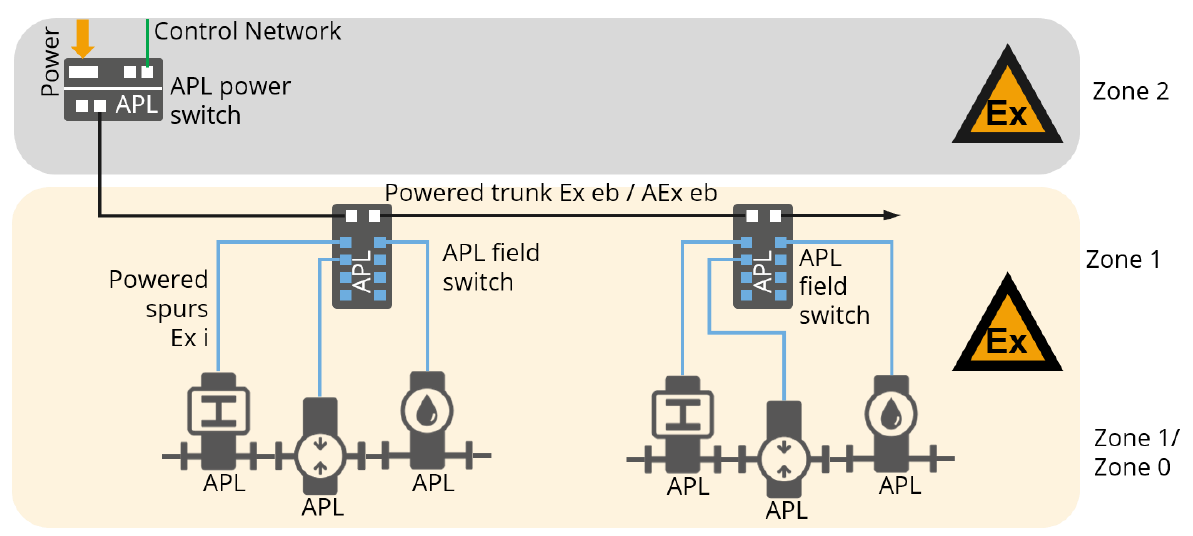 Power
Control Network
APL power
switch
APL
Ex
Zone 2
Powered trunk Ex eb / AEx eb
APL
APL field
switch
APL
APL
field
switch
Zone 1
Powered
spurs
Ex i
Ex
Zone 1/
Zone 0
APL
APL
APL
APL
APL
APL